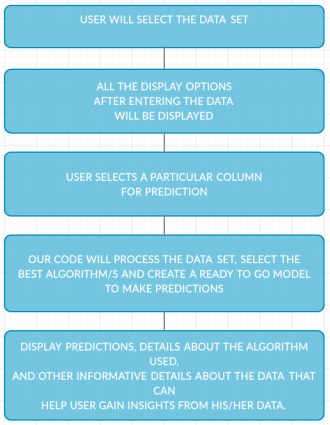 USER WILL SELECT THE DATA SET
ALL THE DISPLAY OPTIONS
AFTER ENTERING THE DATA
WILL BE DISPLAYED
USER SELECTS A PARTICULAR COLUMN
FOR PREDICTION
OUR CODE WILL PROCESS THE DATA SET, SELECT THE
BEST ALGORITHM/S AND CREATE A READY TO GO MODEL
TO MAKE PREDICTIONS
DISPLAY PREDICTIONS, DETAILS ABOUT THE ALGORITHM
USED,
AND OTHER INFORMATIVE DETAILS ABOUT THE DATA THAT
CAN
HELP USER GAIN INSIGHTS FROM HIS/HER DATA.